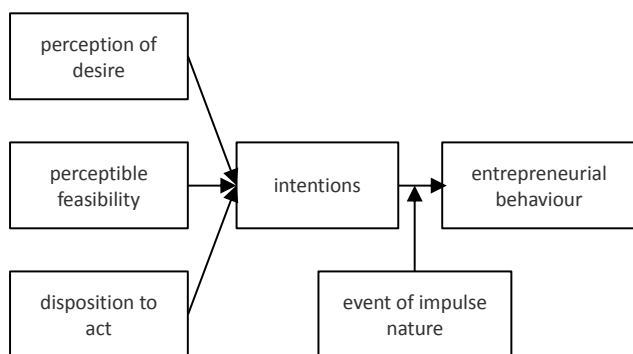 perception of
desire
perceptible
feasibility
intentions
entrepreneurial
behaviour
disposition to
act
event of impulse
nature